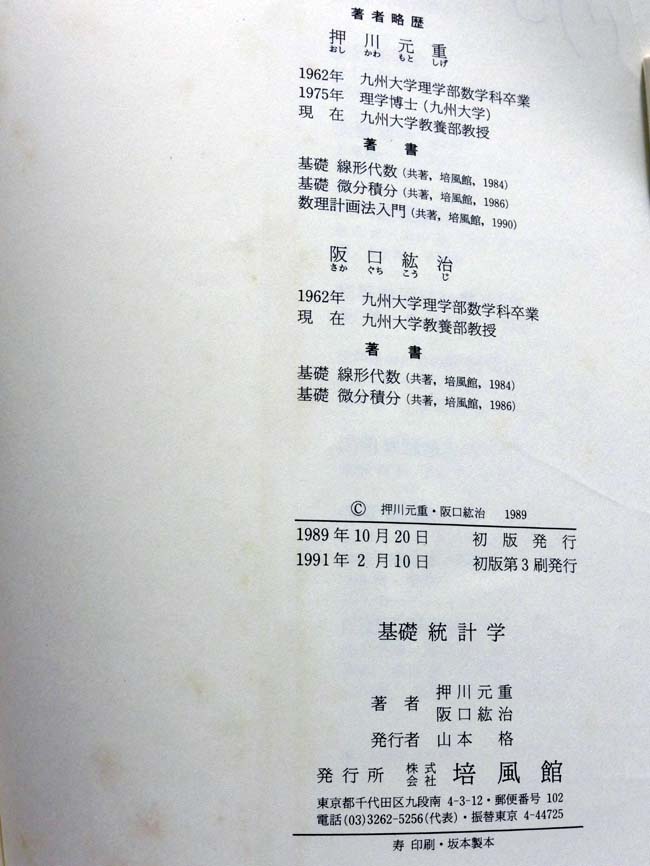 著者略歴
押川元重
おし かわ もと しげ
1962年 九州大学理学部数学科卒業
1975年 理学博士(九州大学)
現在 九州大学教養部教授
著書
基礎 線形代数(共著，培風館，1984)
基礎 微分積分(共著，培風館，1986)
数理計画法入門(共著，培風館，1990)
阪口紘治
さか ぐち こう じ
1962年 九州大学理学部数学科卒業
現在 九州大学教養部教授
著書
基礎 線形代数(共著，培風館，1984)
基礎 微分積分(共著，培風館，1986)
© 押川元重・阪口紘治 1989
1989年10月20日 初版発行
1991年2月10日 初版第3刷発行
基礎 統計学
著者 押川元重
阪口紘治
発行者 山本 格
発行所 株式会社 培風館
東京都千代田区九段南 4-3-12・郵便番号 102
電話(03)3262-5256(代表)・振替東京 4-44725
寿 印刷・坂本製本